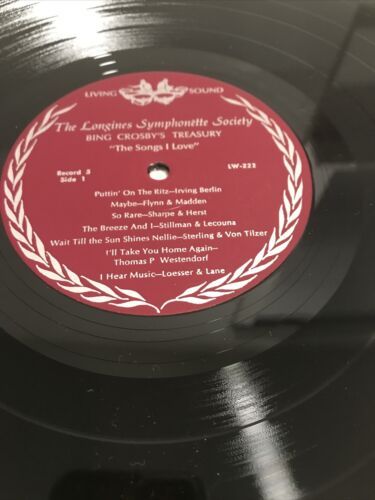 LIVING SOUND
The Longines Symphonette Society
BING CROSBY'S TREASURY
"The Songs I Love"
Record 5 LW-222
Side 1
Puttin' On The Ritz—Irving Berlin
Maybe—Flynn & Madden
So Rare—Sharpe & Herst
The Breeze And I—Stillman & Lecouna
Wait Till the Sun Shines Nellie—Sterling & Von Tilzer
I'll Take You Home Again—
Thomas P Westendorf
I Hear Music—Loesser & Lane